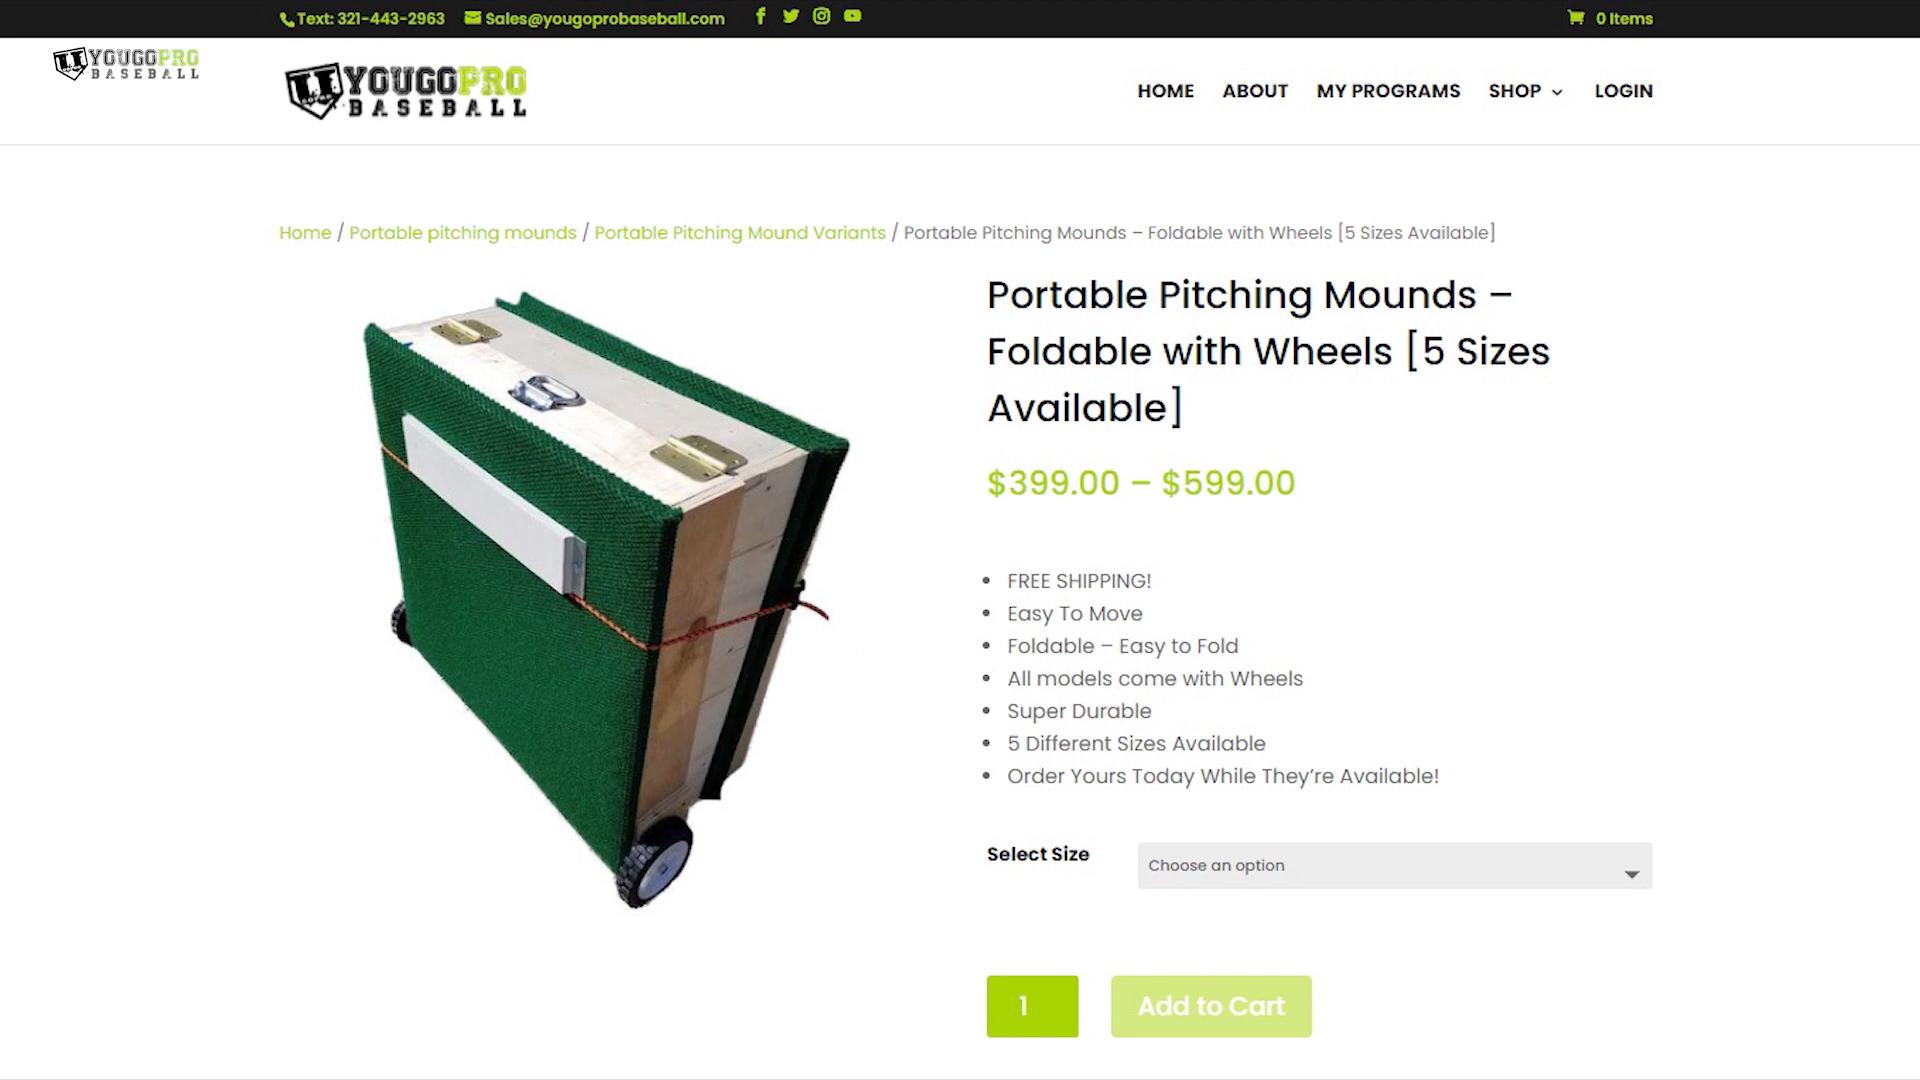 Text: 321-443-2963 Sales@yougoprobaseball.com 0 Items
YOUGOPRO
BASEBALL
YOUGOPRO
BASEBALL
HOME ABOUT MY PROGRAMS SHOP LOGIN
Home / Portable pitching mounds / Portable Pitching Mound Variants / Portable Pitching Mounds – Foldable with Wheels [5 Sizes Available]
Portable Pitching Mounds –
Foldable with Wheels [5 Sizes
Available]
$399.00 – $599.00
• FREE SHIPPING!
• Easy To Move
• Foldable – Easy to Fold
• All models come with Wheels
• Super Durable
• 5 Different Sizes Available
• Order Yours Today While They’re Available!
Select Size Choose an option
1 Add to Cart